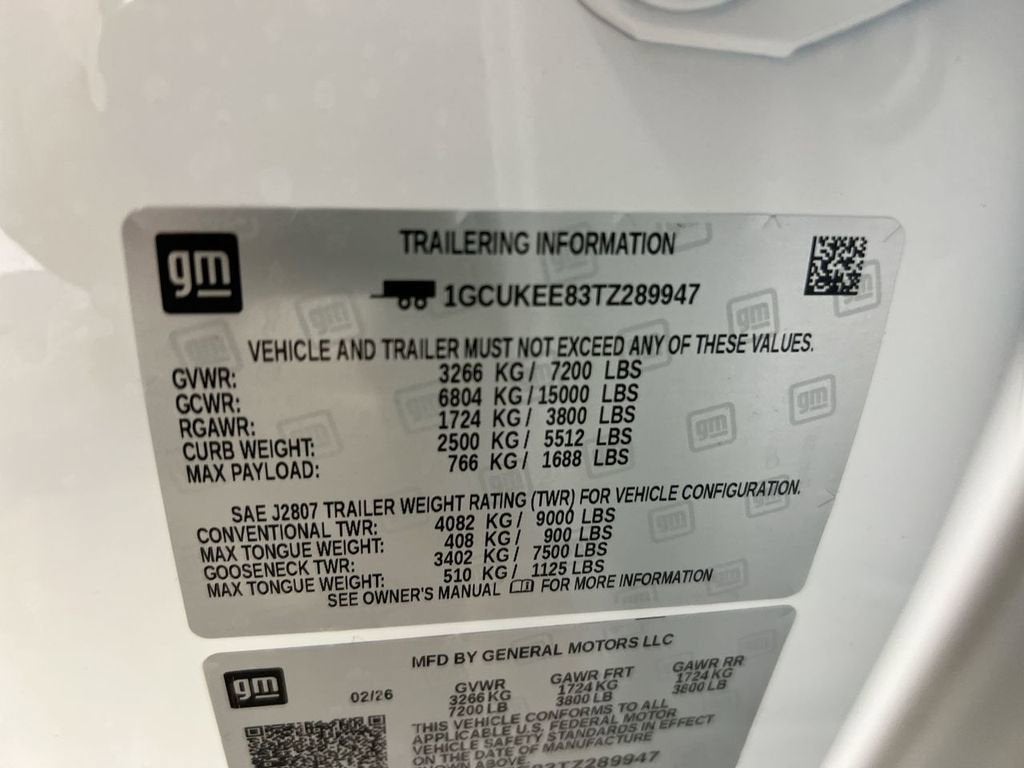 gm
TRAILERING INFORMATION
1GCUKEE83TZ289947
VEHICLE AND TRAILER MUST NOT EXCEED ANY OF THESE VALUES.
GVWR: 3266 KG / 7200 LBS
GCWR: 6804 KG / 15000 LBS
RGAWR: 1724 KG / 3800 LBS
CURB WEIGHT: 2500 KG / 5512 LBS
MAX PAYLOAD: 766 KG / 1688 LBS
SAE J2807 TRAILER WEIGHT RATING (TWR) FOR VEHICLE CONFIGURATION.
CONVENTIONAL TWR: 4082 KG / 9000 LBS
MAX TONGUE WEIGHT: 408 KG / 900 LBS
GOOSENECK TWR: 3402 KG / 7500 LBS
MAX TONGUE WEIGHT: 510 KG / 1125 LBS
SEE OWNER'S MANUAL FOR MORE INFORMATION
gm
MFD BY GENERAL MOTORS LLC
02/26 GVWR GAWR FRT GAWR RR
3266 KG 1724 KG 1724 KG
7200 LB 3800 LB 3800 LB
THIS VEHICLE CONFORMS TO ALL
APPLICABLE U.S. FEDERAL MOTOR
VEHICLE SAFETY STANDARDS IN EFFECT
ON THE DATE OF MANUFACTURE
SHOWN ABOVE.
83TZ289947